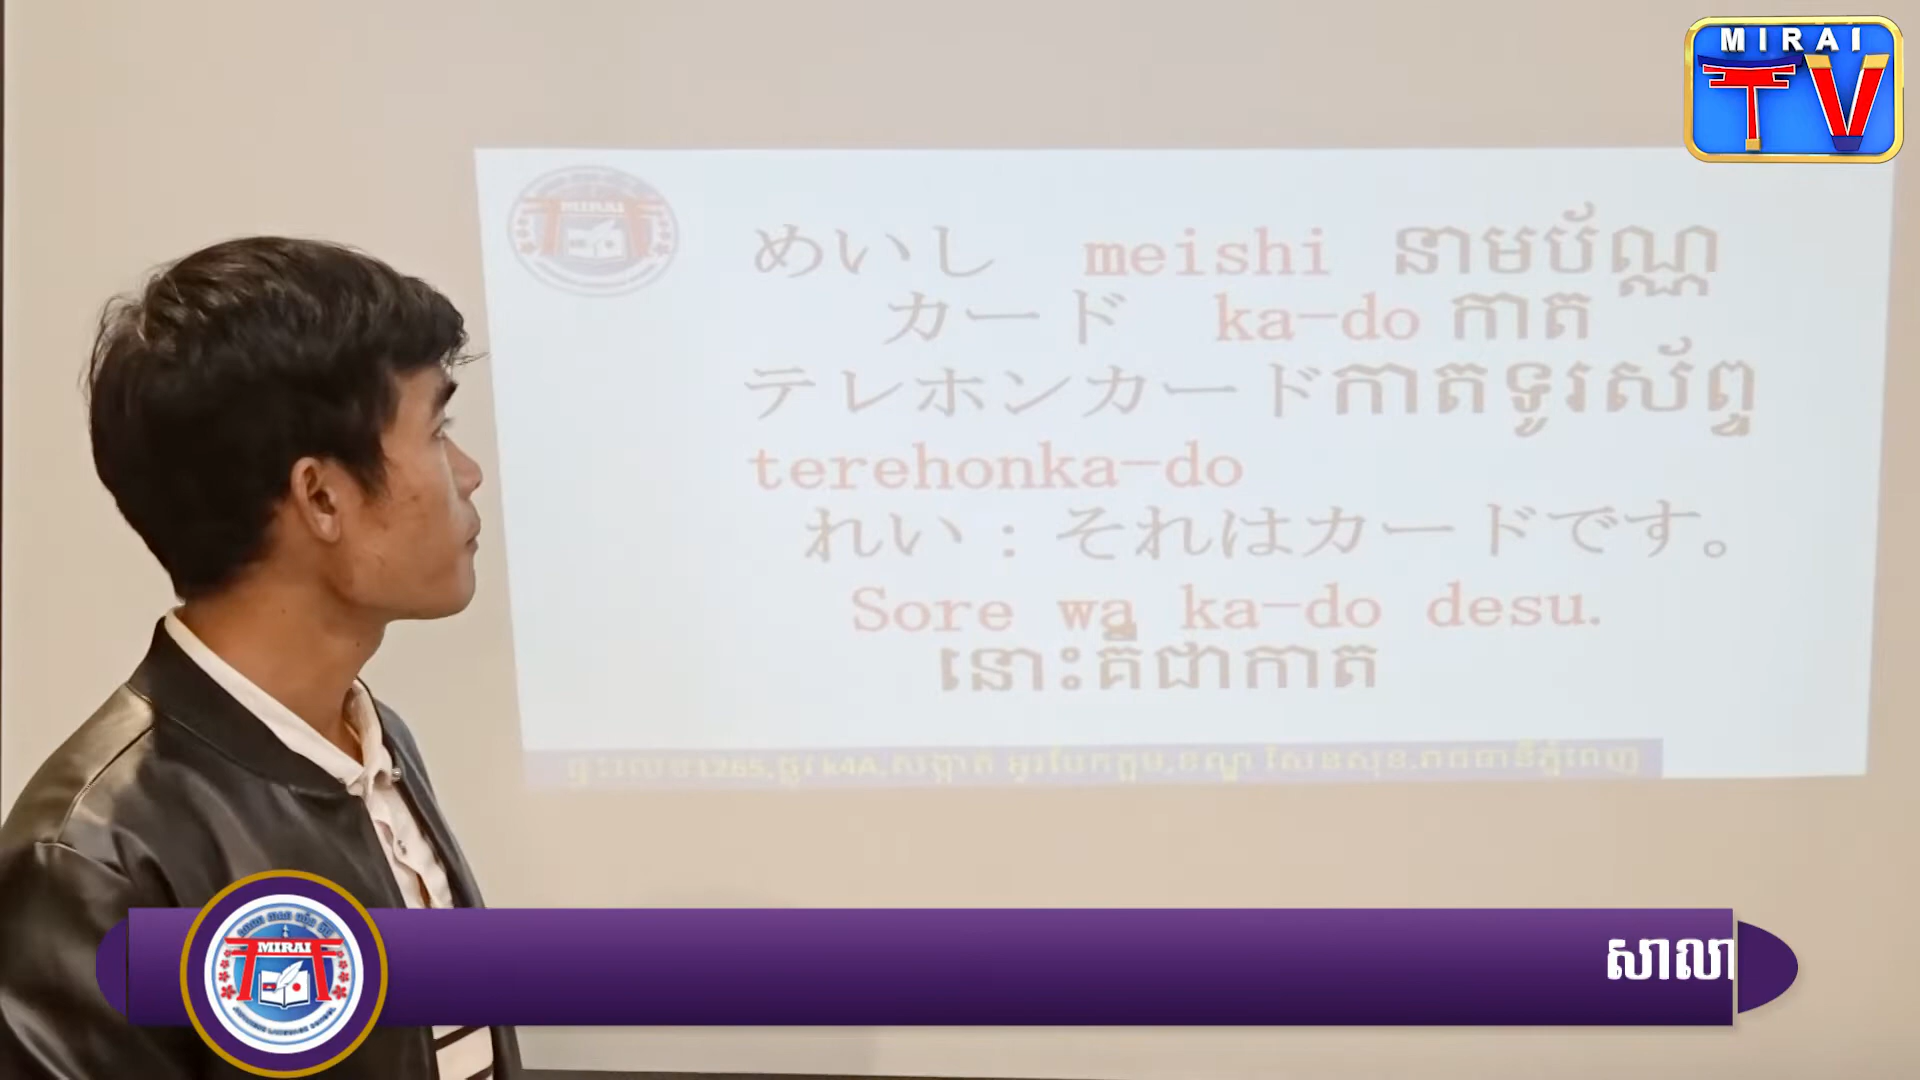 MIRAI
TV
MIRAI
めいし meishi នាមប័ណ្ណ
カード ka-do កាត
テレホンカードកាតទូរស័ព្ទ
terehonka-do
れい：それはカードです。
Sore wa ka-do desu.
នោះគឺជាកាត
MIRAI
សាលា